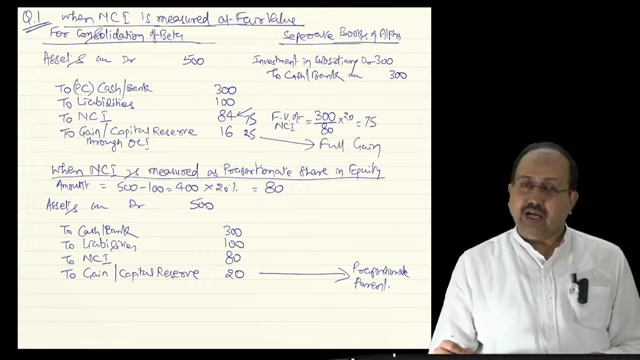 Q.1 When NCI is measured at Fair Value
For Consolidation of Beta
Seperate Books of Alpha
Assets a/c Dr 500
Investment in Subsidiary Dr 300
To Cash/Bank a/c 300
To (PC) Cash/Bank 300
To Liabilities 100
To NCI 84 75
F.V. of NCI = 300/80 × 20 = 75
To Gain/Capital Reserve through OCI 16 25 → Full Gain
When NCI is measured as Proportionate Share in Equity
Amount = 500-100=400 × 20% = 80
Assets a/c Dr 500
To Cash/Bank 300
To Liabilities 100
To NCI 80
To Gain/Capital Reserve 20 → Proportionate
Parent.